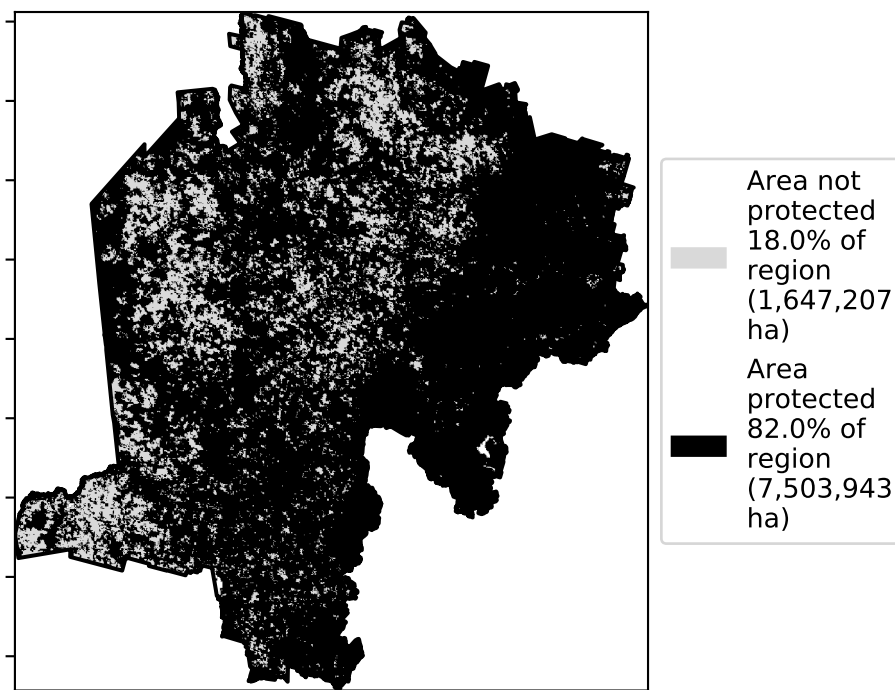 Area not
protected
18.0% of
region
(1,647,207
ha)
Area
protected
82.0% of
region
(7,503,943
ha)